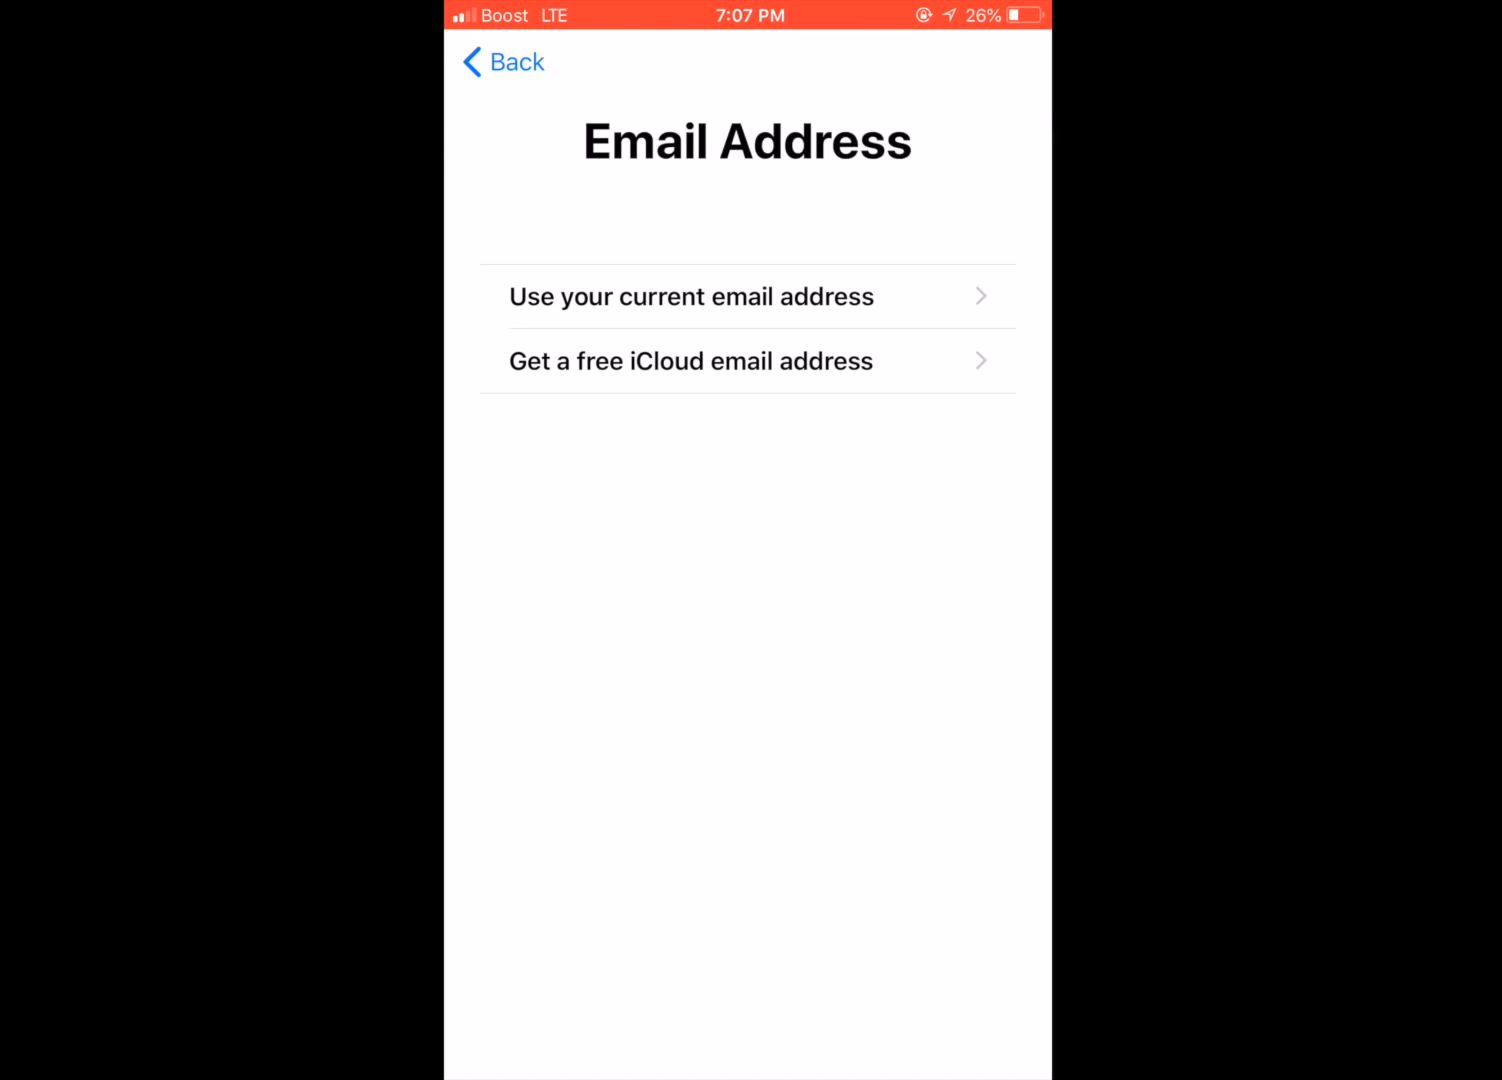 Boost LTE 7:07 PM 26%
Back
Email Address
Use your current email address
Get a free iCloud email address